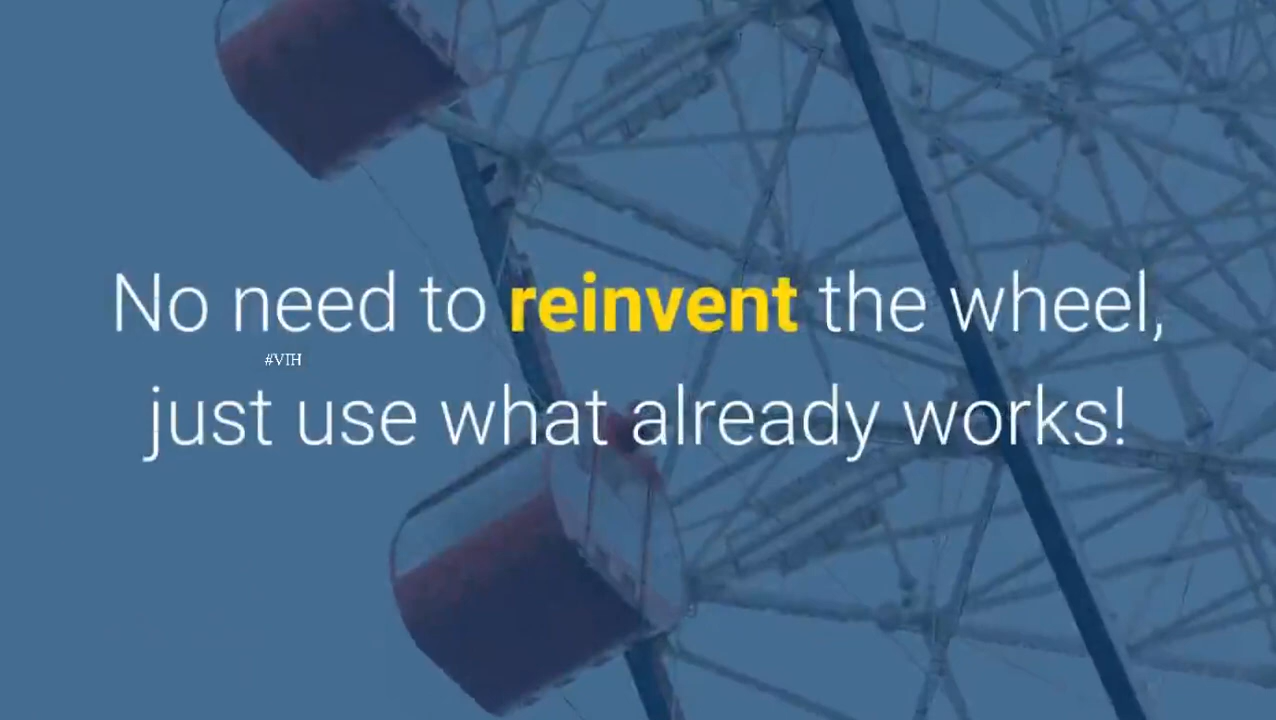 No need to reinvent the wheel,
#VIH
just use what already works!